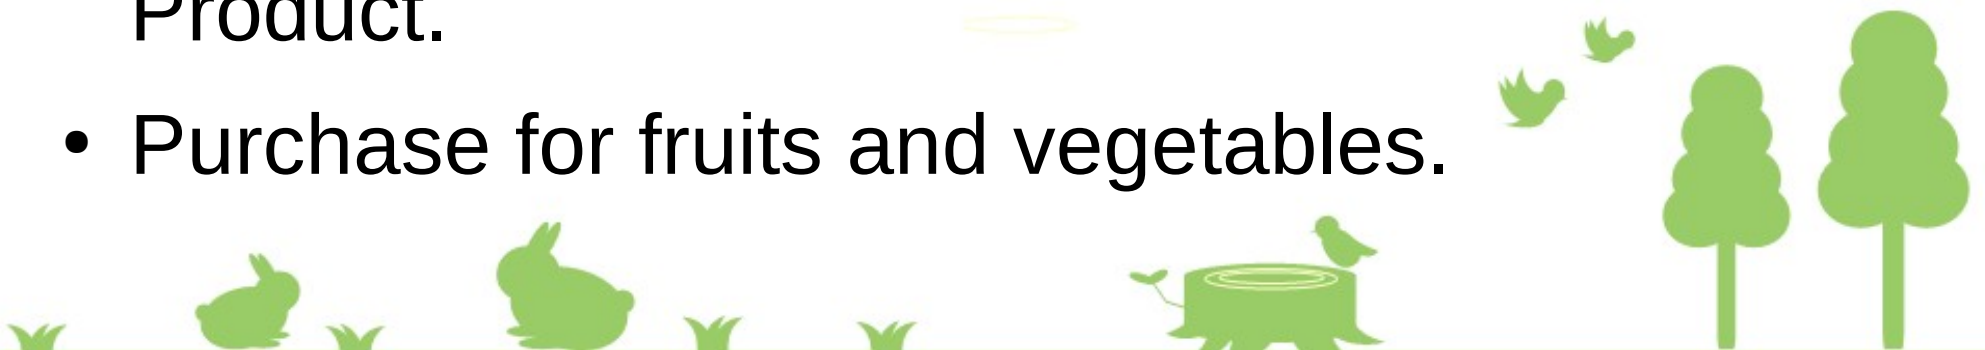 Product.
• Purchase for fruits and vegetables.